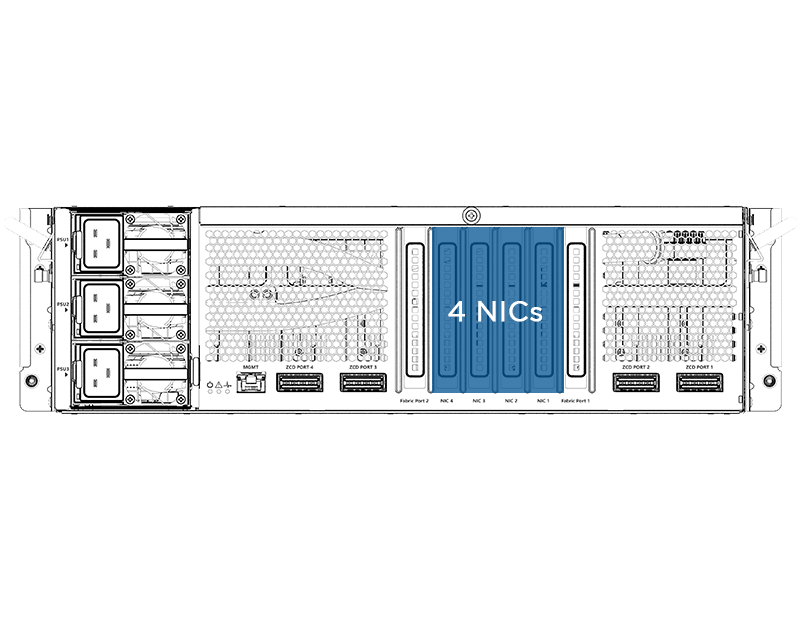 PSU1
PSU2
PSU3
4 NICs
MGMT
ZCD PORT 4
ZCD PORT 3
ZCD PORT 2
ZCD PORT 1
Fabric Port 2
NIC 4
NIC 3
NIC 2
NIC 1
Fabric Port 1